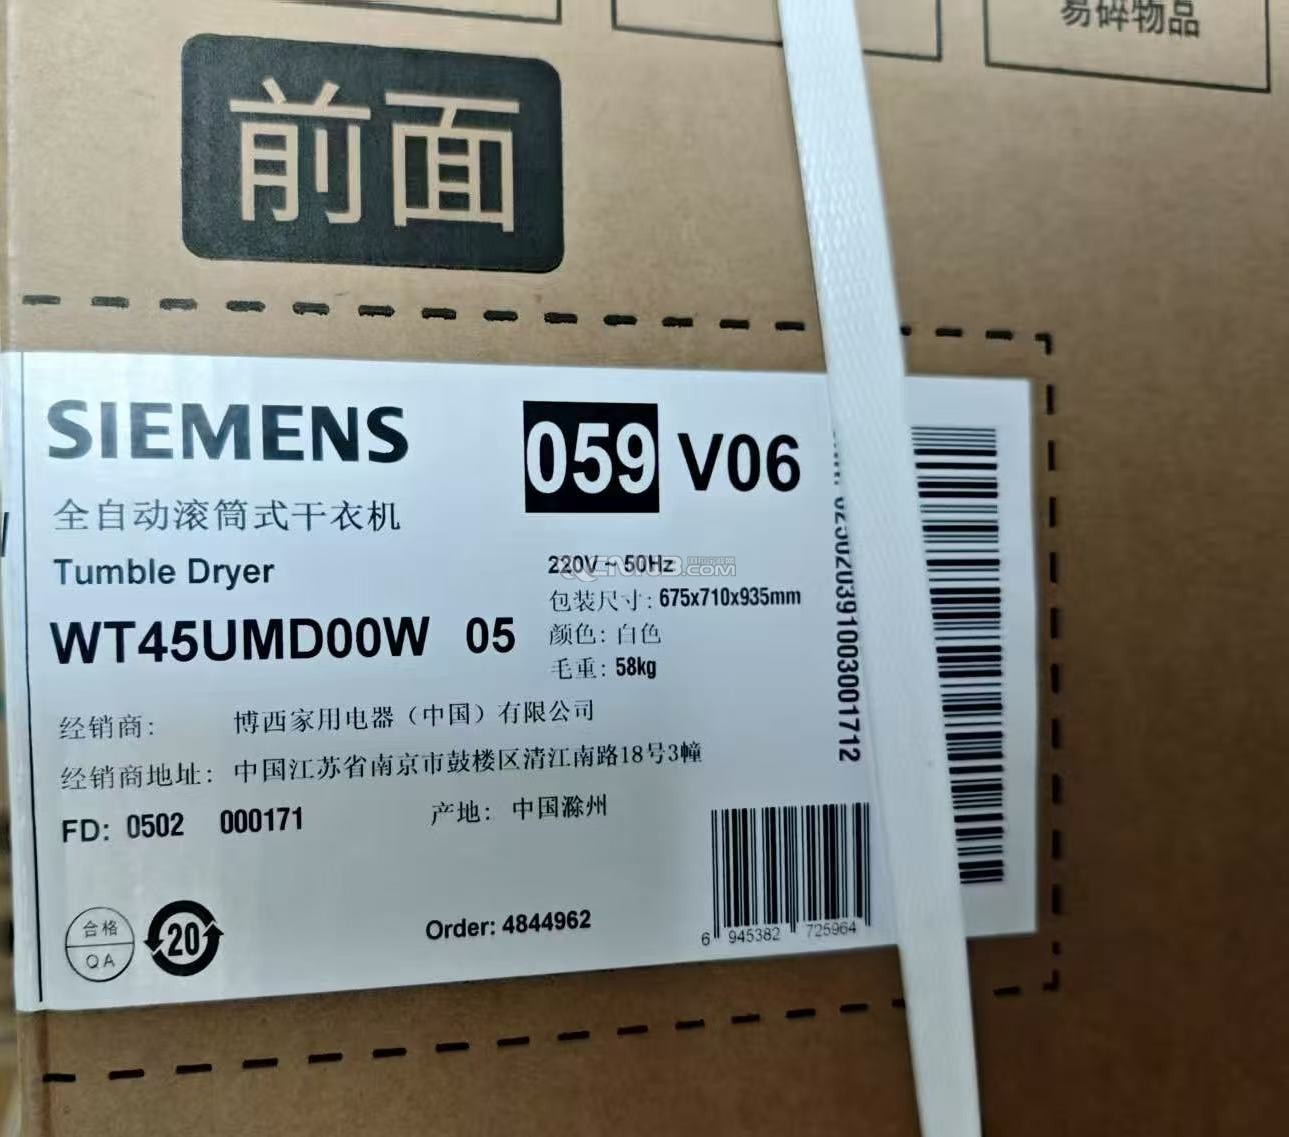 易碎物品
前面
SIEMENS
059 V06
全自动滚筒式干衣机
Tumble Dryer
WT45UMD00W 05
220V ~ 50Hz
包装尺寸: 675x710x935mm
颜色: 白色
毛重: 58kg
经销商: 博西家用电器（中国）有限公司
经销商地址: 中国江苏省南京市鼓楼区清江南路18号3幢
FD: 0502 000171
产地: 中国滁州
合格
QA
20
Order: 4844962
6 945382 725964